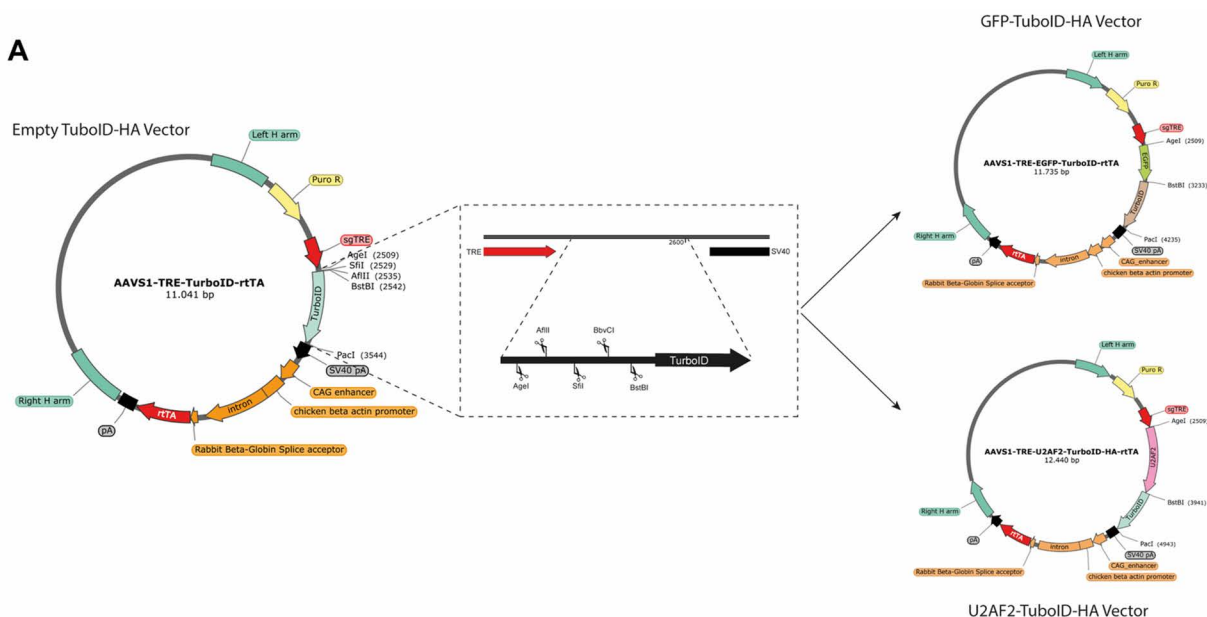 A
Empty TuboID-HA Vector
Left H arm
Puro R
sgTRE
AgeI (2509)
SfiI (2529)
AflII (2535)
BstBI (2542)
TurboID
PacI (3544)
SV40 pA
CAG enhancer
chicken beta actin promoter
intron
Rabbit Beta-Globin Splice acceptor
rtTA
pA
Right H arm
AAVS1-TRE-TurboID-rtTA
11.041 bp
TRE
2600
SV40
AflII
BbvCI
TurboID
AgeI
SfiI
BstBI
GFP-TuboID-HA Vector
Left H arm
Puro R
sgTRE
AgeI (2509)
EGFP
BstBI (3233)
TurboID
PacI (4235)
SV40 pA
CAG_enhancer
chicken beta actin promoter
intron
Rabbit Beta-Globin Splice acceptor
rtTA
pA
Right H arm
AAVS1-TRE-EGFP-TurboID-rtTA
11.735 bp
Left H arm
Puro R
sgTRE
AgeI (2509)
U2AF2
BstBI (3941)
TurboID
PacI (4943)
SV40 pA
CAG_enhancer
chicken beta actin promoter
intron
Rabbit Beta-Globin Splice acceptor
rtTA
pA
Right H arm
AAVS1-TRE-U2AF2-TurboID-HA-rtTA
12.440 bp
U2AF2-TuboID-HA Vector